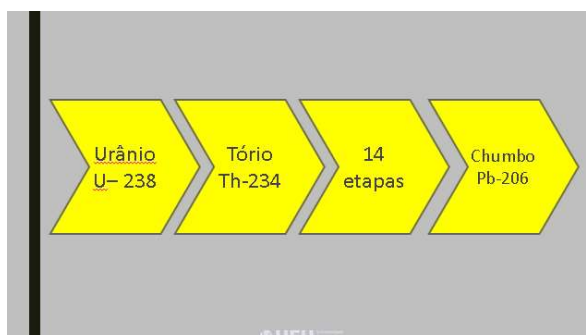 Urânio
U– 238
Tório
Th-234
14
etapas
Chumbo
Pb-206